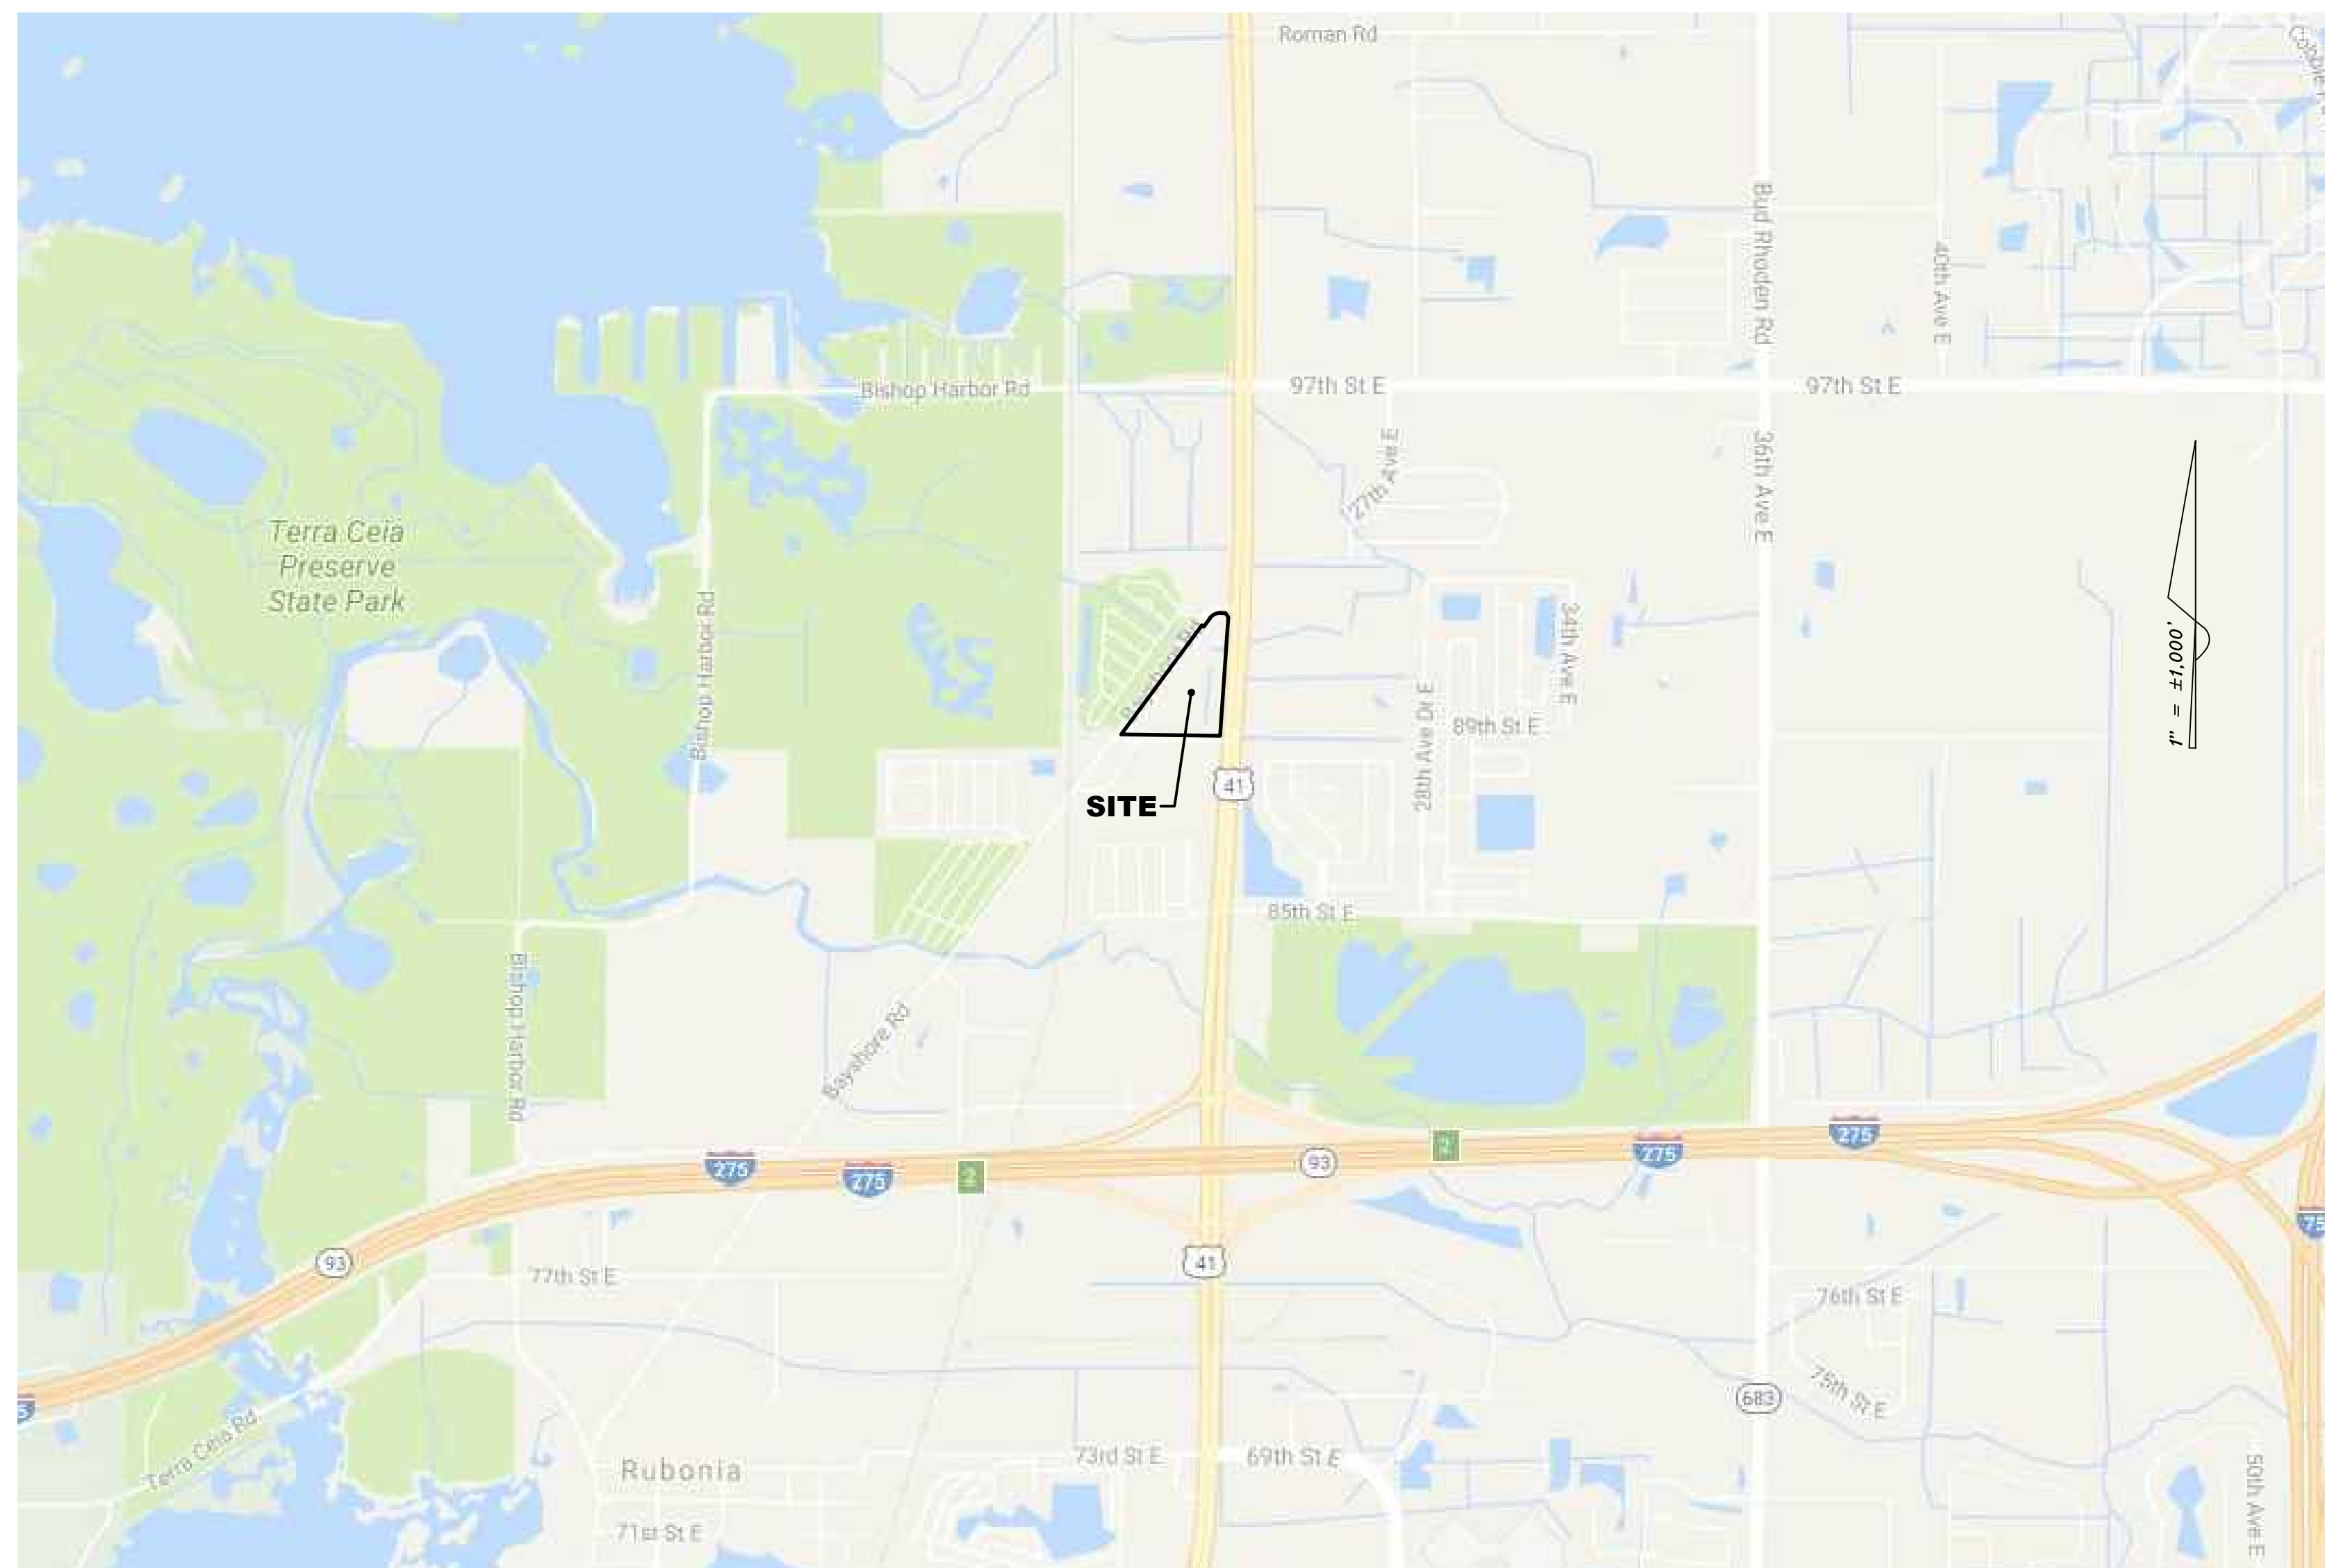 Roman Rd
Bud Rhoden Rd
40th Ave E
Bishop Harbor Rd
97th St E
97th St E
27th Ave E
36th Ave E
Terra Ceia
Preserve
State Park
Bishop Harbor Rd
34th Ave E
1" = ±1,000'
28th Ave Dr E
89th St E
41
SITE
85th St E
Bishop Harbor Rd
Bayshore Rd
275
275
2
93
2
275
275
75
93
41
77th St E
76th St E
75th St E
683
Terra Ceia Rd
Rubonia
73rd St E
69th St E
50th Ave E
71st St E